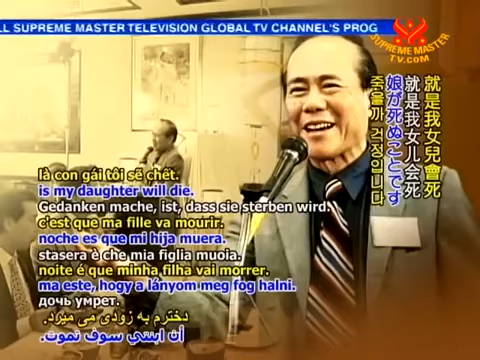 LL SUPREME MASTER TELEVISION GLOBAL TV CHANNEL'S PROG
SUPREME MASTER
TV.COM
就是我女兒會死
就是我女儿会死
娘が死ぬことです
죽을까 걱정입니다
là con gái tôi sẽ chết.
is my daughter will die.
Gedanken mache, ist, dass sie sterben wird.
c'est que ma fille va mourir.
noche es que mi hija muera.
stasera è che mia figlia muoia.
noite é que minha filha vai morrer.
ma este, hogy a lányom meg fog halni.
дочь умрет.
دخترم به زودی می میرد.
أن ابنتي سوف تموت.